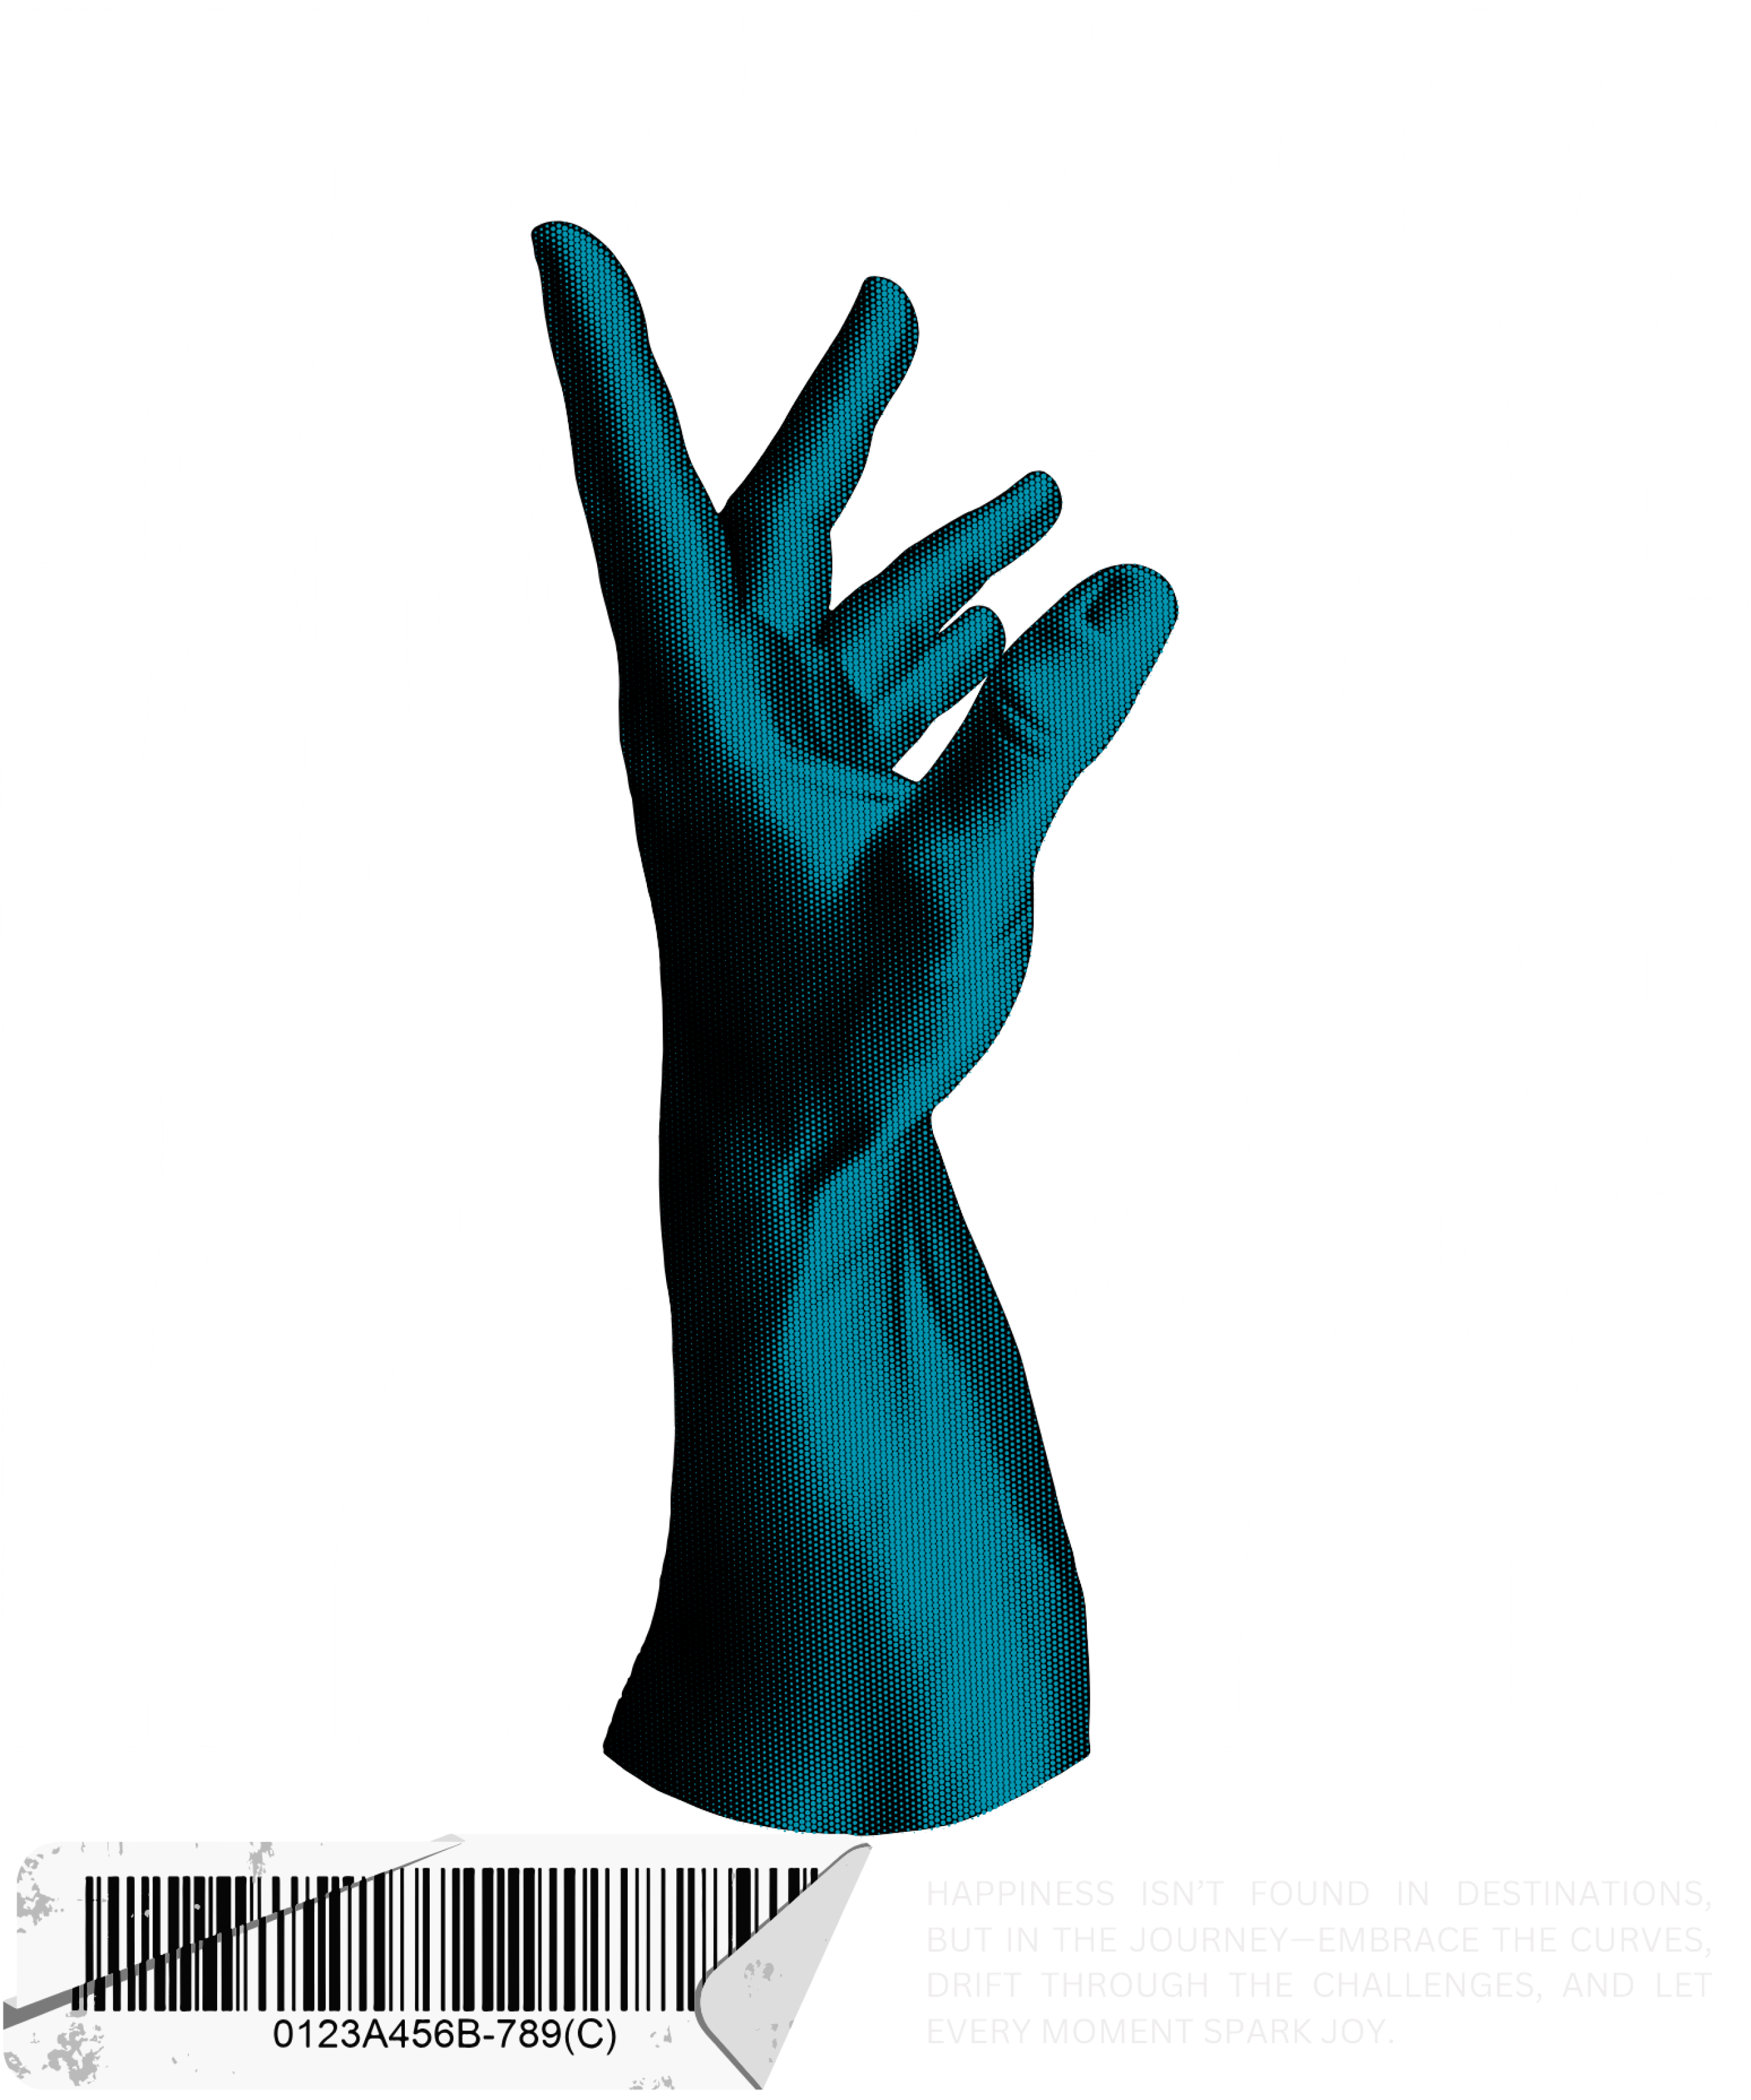 0123A456B-789(C)
HAPPINESS ISN'T FOUND IN DESTINATIONS,
BUT IN THE JOURNEY—EMBRACE THE CURVES,
DRIFT THROUGH THE CHALLENGES, AND LET
EVERY MOMENT SPARK JOY.